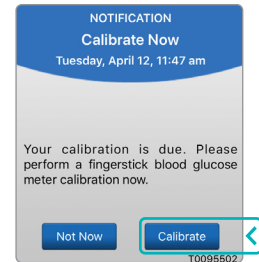 NOTIFICATION
Calibrate Now
Tuesday, April 12, 11:47 am
Your calibration is due. Please
perform a fingerstick blood glucose
meter calibration now.
Not Now
Calibrate
T0095502